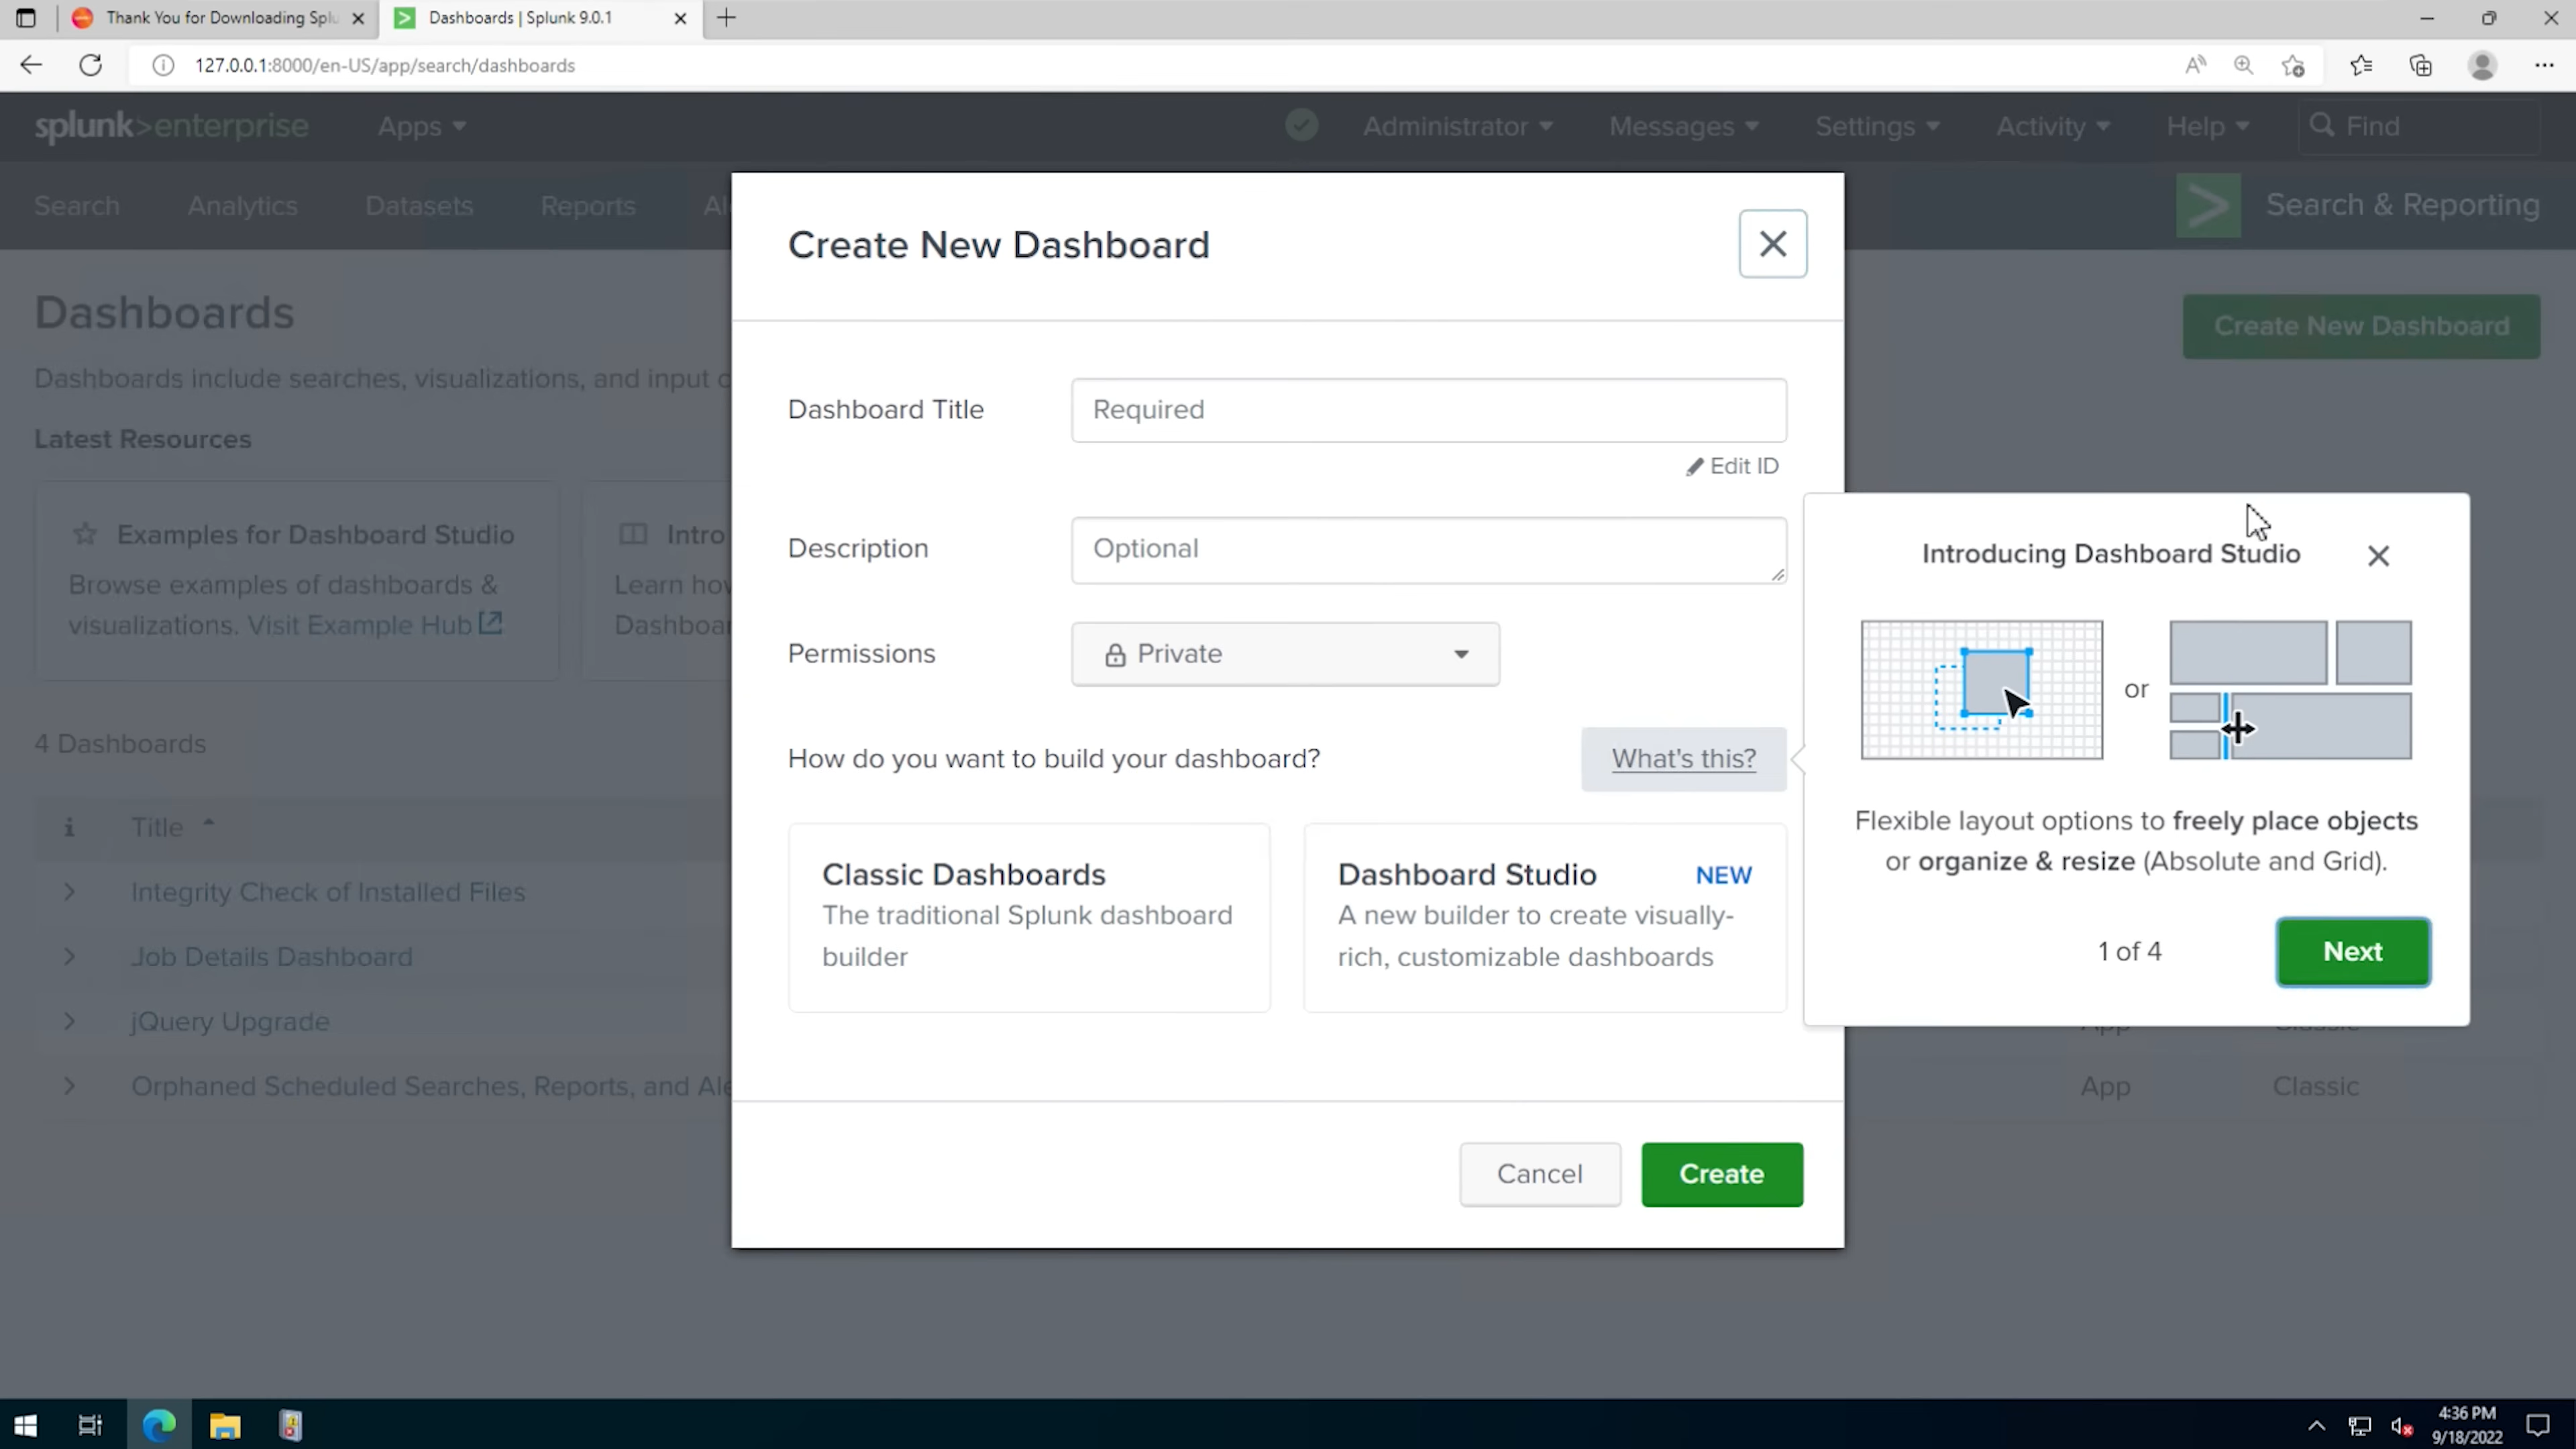 Thank You for Downloading Splu
Dashboards | Splunk 9.0.1
127.0.0.1:8000/en-US/app/search/dashboards
splunk>enterprise
Apps
Administrator
Messages
Settings
Activity
Help
Find
Search
Analytics
Datasets
Reports
Al
Search & Reporting
Dashboards
Create New Dashboard
Dashboards include searches, visualizations, and input c
Latest Resources
Examples for Dashboard Studio
Browse examples of dashboards &
visualizations. Visit Example Hub
Intro
Learn how
Dashboar
4 Dashboards
i
Title
Integrity Check of Installed Files
Job Details Dashboard
jQuery Upgrade
Orphaned Scheduled Searches, Reports, and Ale
App
Classic
App
Classic
Create New Dashboard
Dashboard Title
Required
Edit ID
Description
Optional
Permissions
Private
How do you want to build your dashboard?
What's this?
Classic Dashboards
The traditional Splunk dashboard
builder
Dashboard Studio
NEW
A new builder to create visually-
rich, customizable dashboards
Cancel
Create
Introducing Dashboard Studio
or
Flexible layout options to freely place objects
or organize & resize (Absolute and Grid).
1 of 4
Next
4:36 PM
9/18/2022